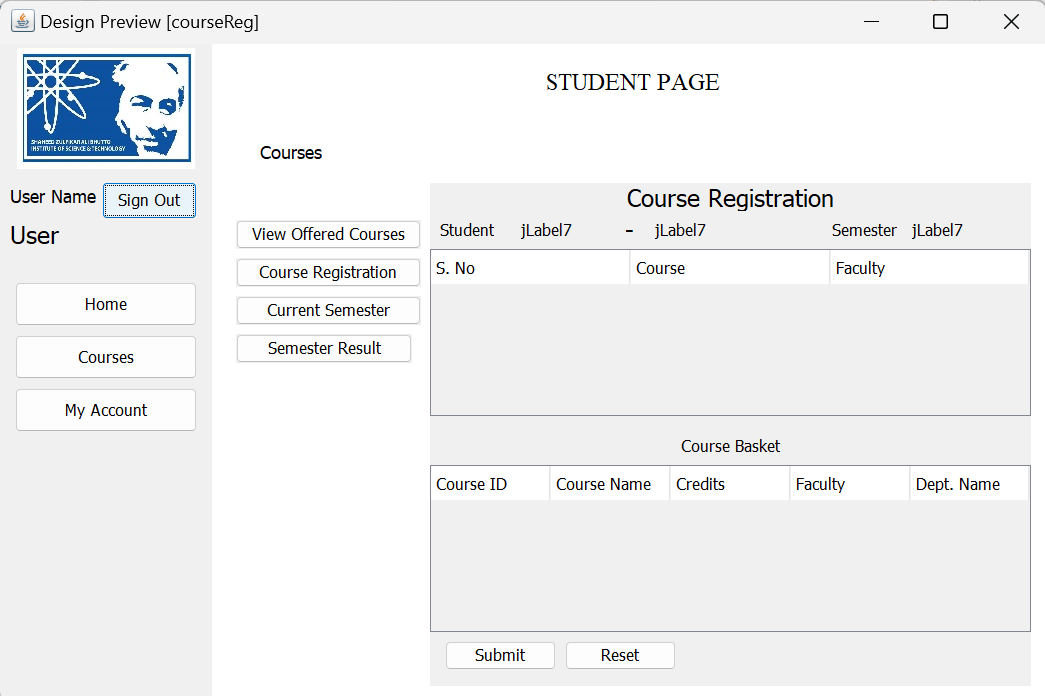 Design Preview [courseReg]
SHAHEED ZULFIKAR ALI BHUTTO
INSTITUTE OF SCIENCE & TECHNOLOGY
User Name
Sign Out
User
Home
Courses
My Account
STUDENT PAGE
Courses
View Offered Courses
Course Registration
Current Semester
Semester Result
Course Registration
Student jLabel7 - jLabel7 Semester jLabel7
S. No Course Faculty
Course Basket
Course ID Course Name Credits Faculty Dept. Name
Submit Reset